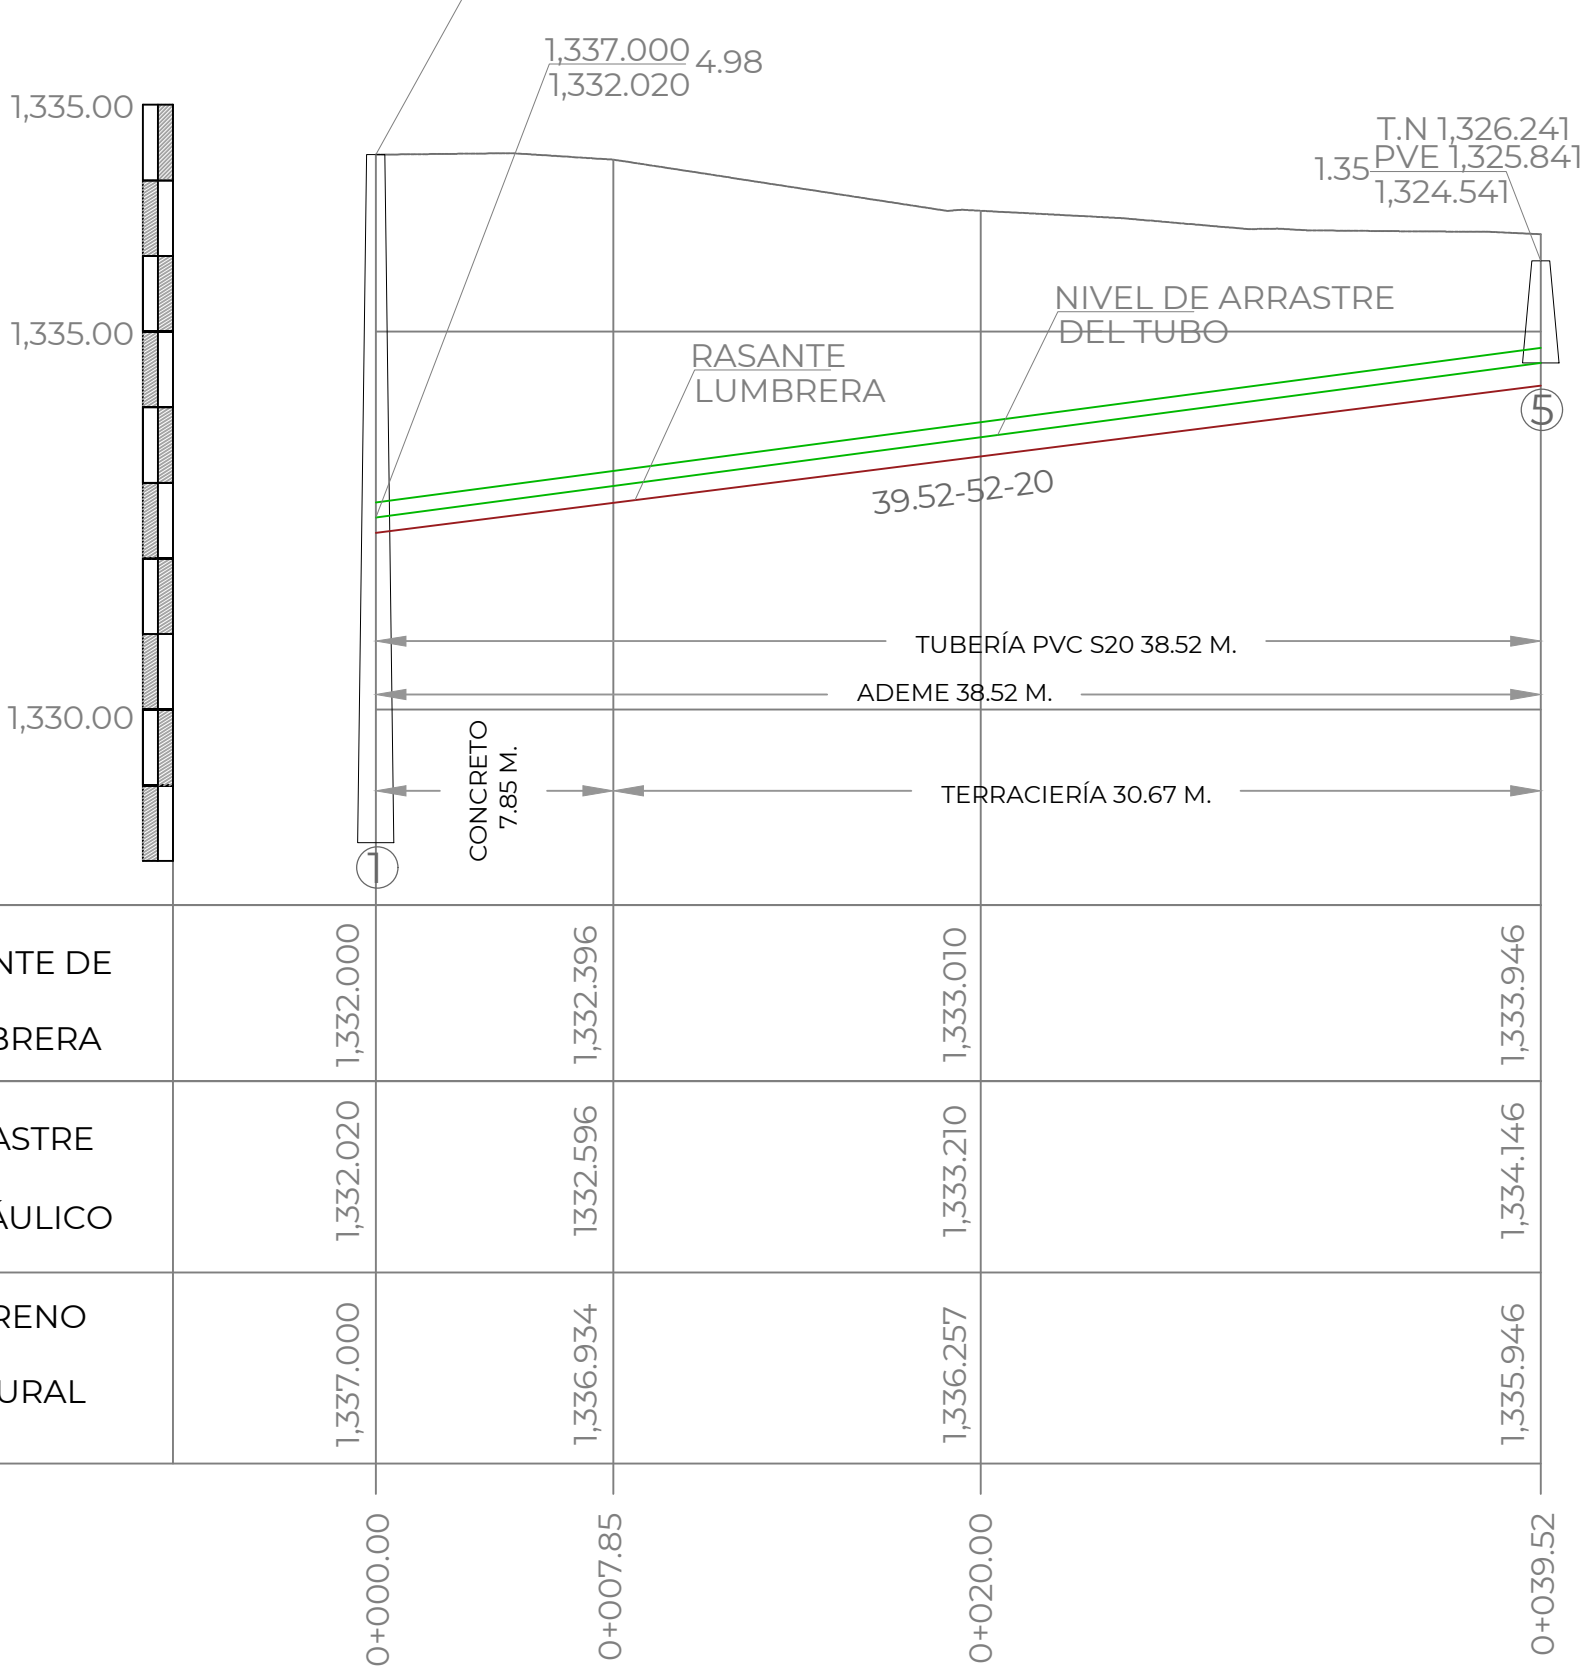 1,337.000
4.98
1,332.020
1,335.00
T.N 1,326.241
PVE 1,325.841
1.35
1,324.541
NIVEL DE ARRASTRE
DEL TUBO
1,335.00
RASANTE
LUMBRERA
5
39.52-52-20
TUBERÍA PVC S20 38.52 M.
ADEME 38.52 M.
1,330.00
CONCRETO
7.85 M.
TERRACIERÍA 30.67 M.
1
NTE DE
BRERA
1,332.000
1,332.396
1,333.010
1,333.946
ASTRE
ÁULICO
1,332.020
1332.596
1,333.210
1,334.146
RENO
URAL
1,337.000
1,336.934
1,336.257
1,335.946
0+000.00
0+007.85
0+020.00
0+039.52